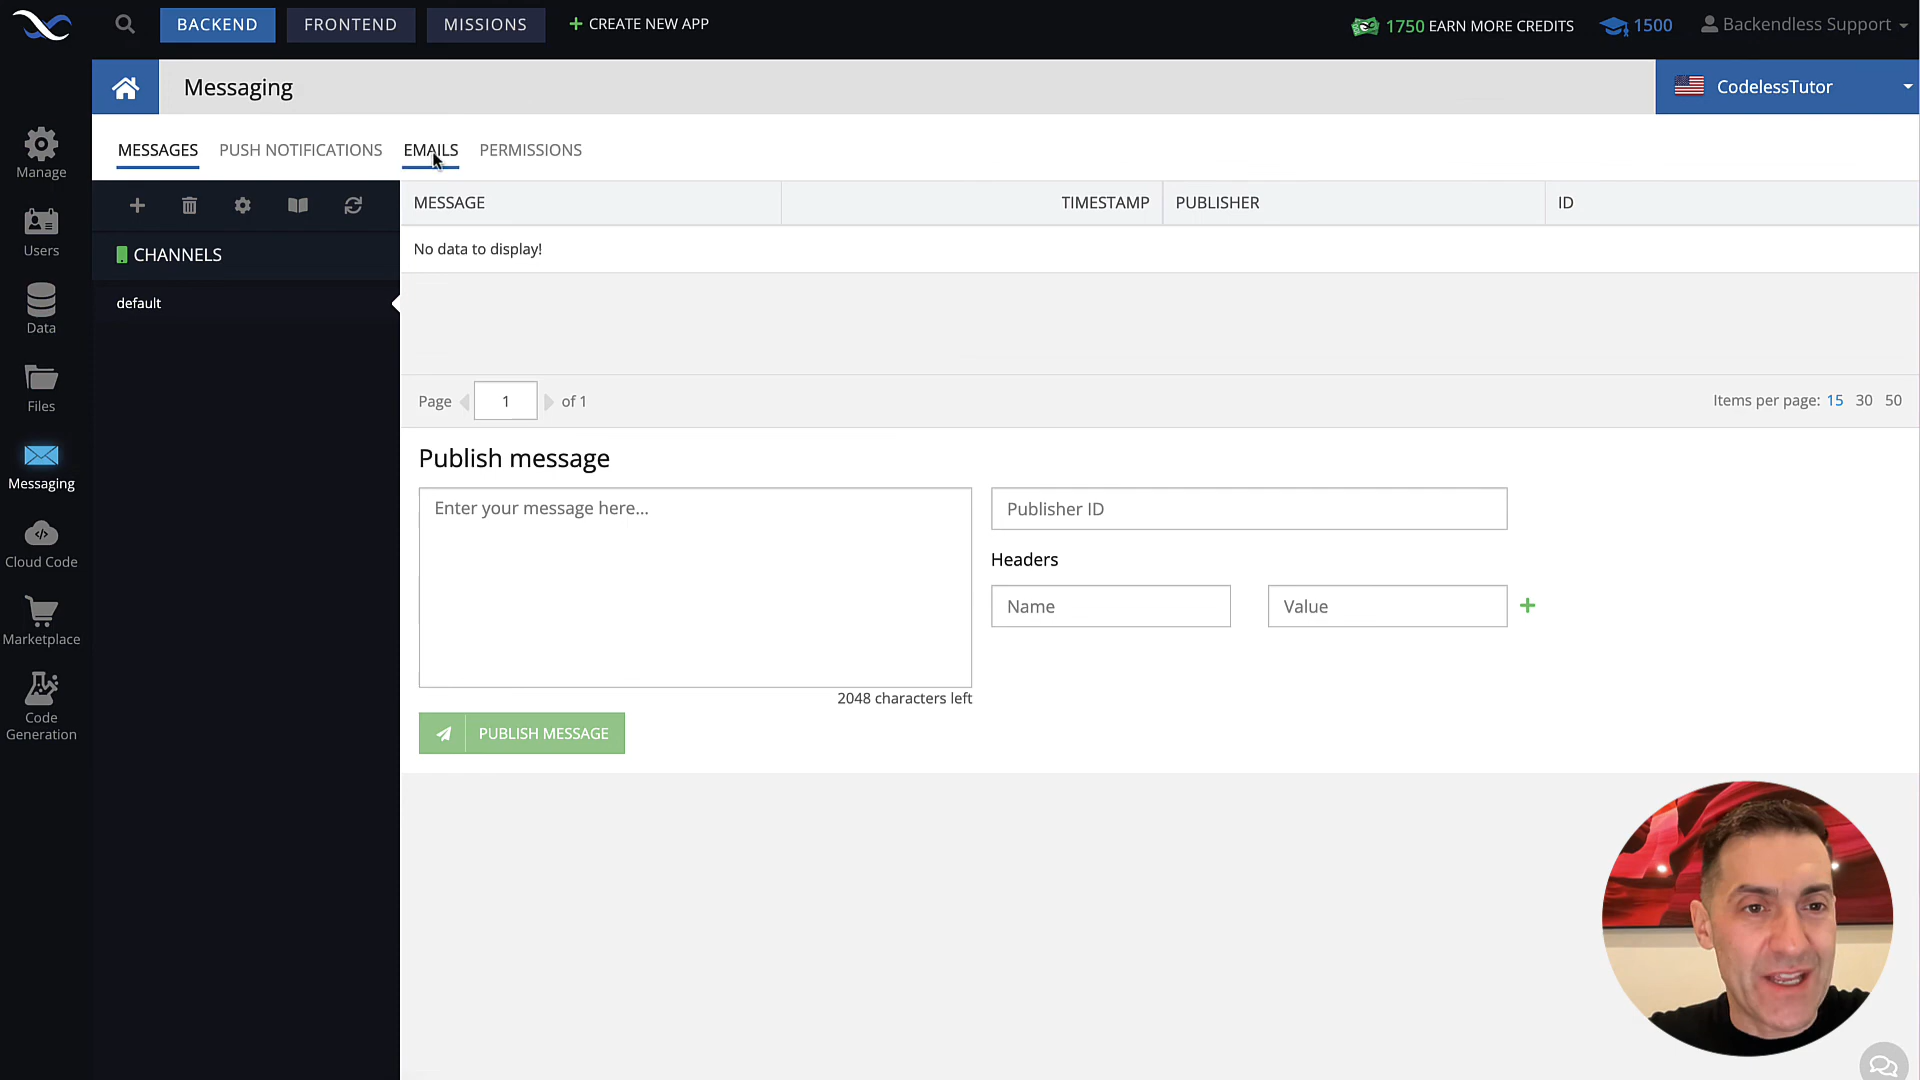 BACKEND
FRONTEND
MISSIONS
+ CREATE NEW APP
1750 EARN MORE CREDITS
1500
Backendless Support
Messaging
CodelessTutor
MESSAGES
PUSH NOTIFICATIONS
EMAILS
PERMISSIONS
Manage
Users
Data
Files
Messaging
Cloud Code
Marketplace
Code
Generation
CHANNELS
default
MESSAGE
TIMESTAMP
PUBLISHER
ID
No data to display!
Page 1 of 1
Items per page: 15 30 50
Publish message
Enter your message here...
Publisher ID
Headers
Name
Value
2048 characters left
PUBLISH MESSAGE